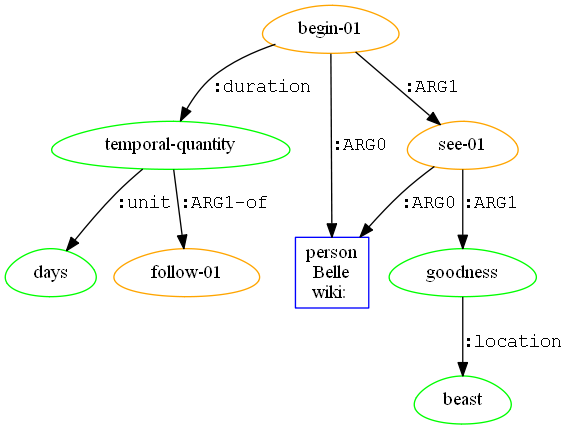 begin-01
:duration
:ARG0
:ARG1
temporal-quantity
see-01
:unit
:ARG1-of
:ARG0
:ARG1
days
follow-01
person
Belle
wiki:
goodness
:location
beast